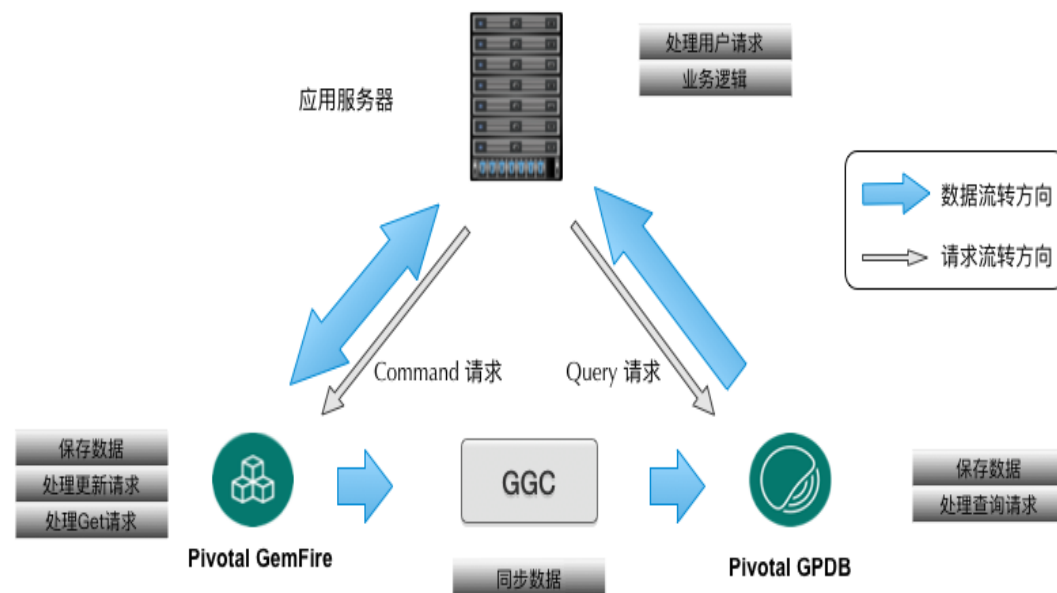 处理用户请求
业务逻辑
应用服务器
数据流转方向
请求流转方向
Command 请求
Query 请求
保存数据
处理更新请求
处理Get请求
GGC
保存数据
处理查询请求
Pivotal GemFire
Pivotal GPDB
同步数据